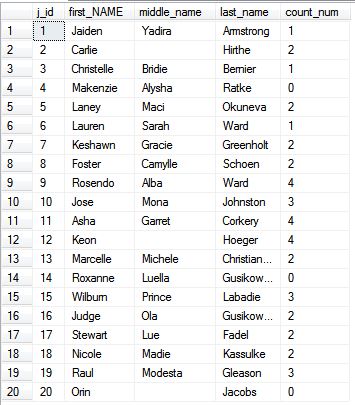 j_id first_NAME middle_name last_name count_num
1 1 Jaiden Yadira Armstrong 1
2 2 Carlie Hirthe 2
3 3 Christelle Bridie Bernier 1
4 4 Makenzie Alysha Ratke 0
5 5 Laney Maci Okuneva 2
6 6 Lauren Sarah Ward 1
7 7 Keshawn Gracie Greenholt 2
8 8 Foster Camylle Schoen 2
9 9 Rosendo Alba Ward 4
10 10 Jose Mona Johnston 3
11 11 Asha Garret Corkery 4
12 12 Keon Hoeger 4
13 13 Marcelle Michele Christian... 2
14 14 Roxanne Luella Gusikow... 0
15 15 Wilburn Prince Labadie 3
16 16 Judge Ola Gusikow... 2
17 17 Stewart Lue Fadel 2
18 18 Nicole Madie Kassulke 2
19 19 Raul Modesta Gleason 3
20 20 Orin Jacobs 0